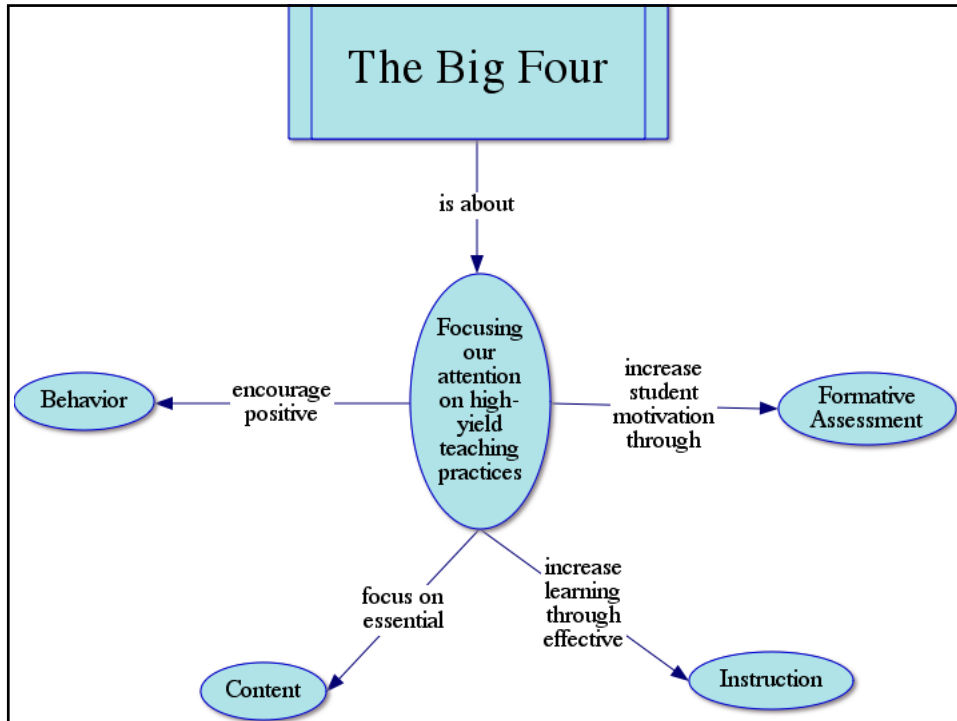 The Big Four
is about
Focusing
our
attention
on high-
yield
teaching
practices
encourage
positive
Behavior
increase
student
motivation
through
Formative
Assessment
focus on
essential
Content
increase
learning
through
effective
Instruction